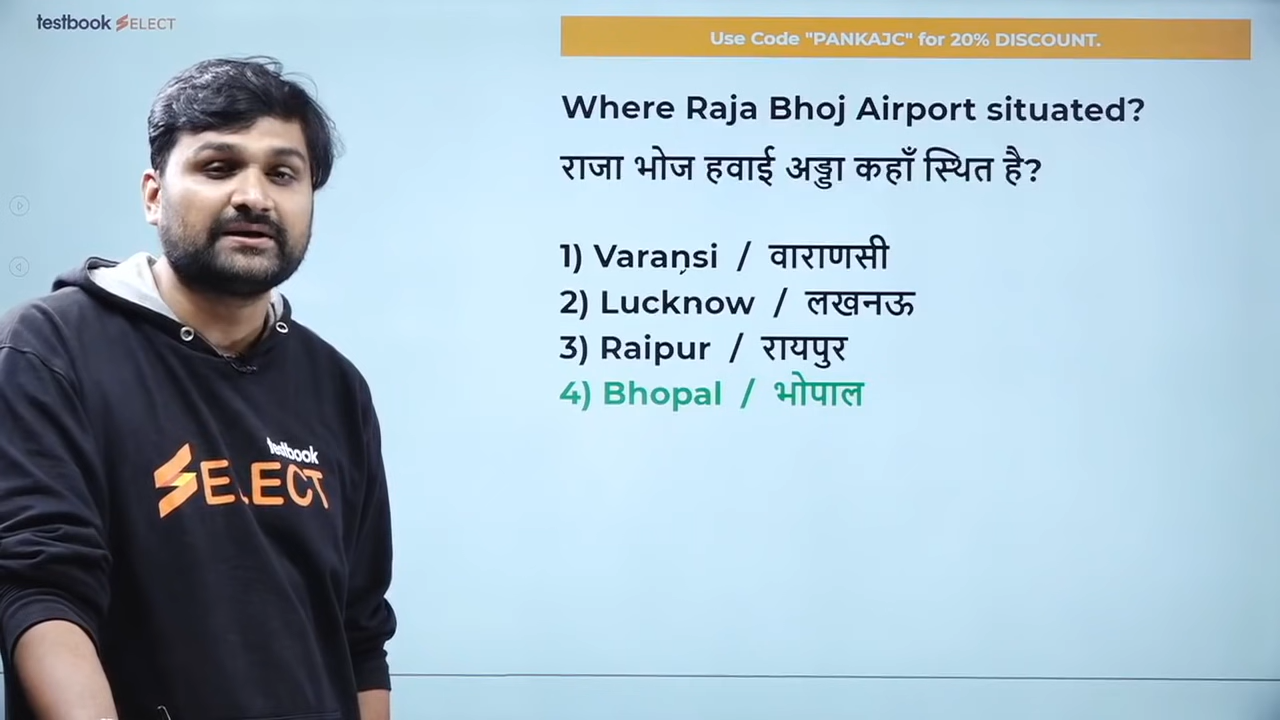 testbook SELECT
Use Code "PANKAJC" for 20% DISCOUNT.
Where Raja Bhoj Airport situated?
राजा भोज हवाई अड्डा कहाँ स्थित है?
1) Varansi / वाराणसी
2) Lucknow / लखनऊ
3) Raipur / रायपुर
4) Bhopal / भोपाल
testbook
SELECT